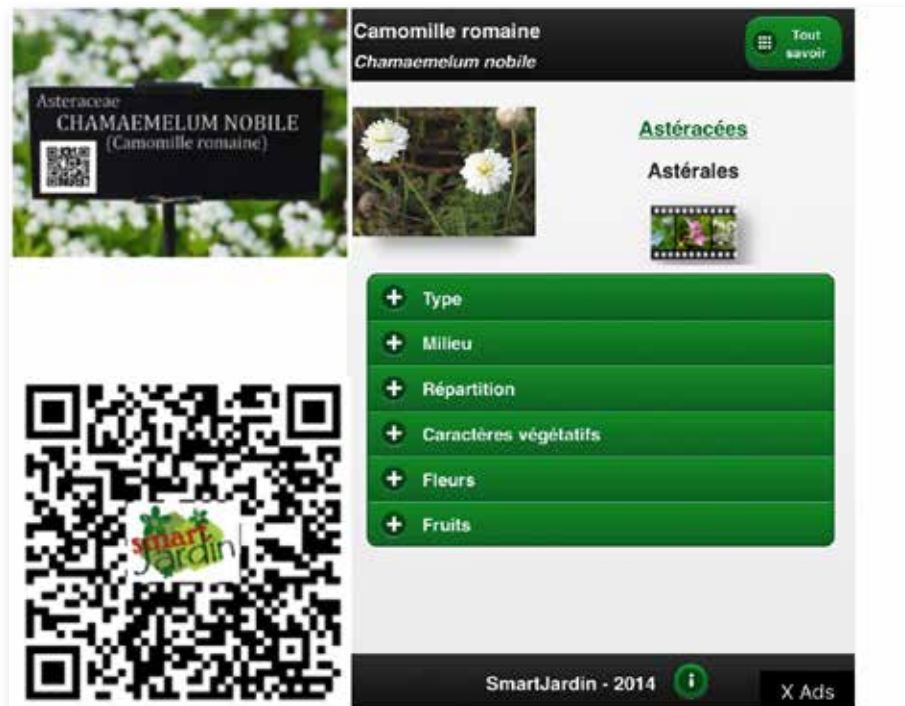 Asteraceae
CHAMAEMELUM NOBILE
(Camomille romaine)
smart
Jardin
Camomille romaine
Chamaemelum nobile
Tout
savoir
Astéracées
Astérales
Type
Milieu
Répartition
Caractères végétatifs
Fleurs
Fruits
SmartJardin - 2014
i
X Ads